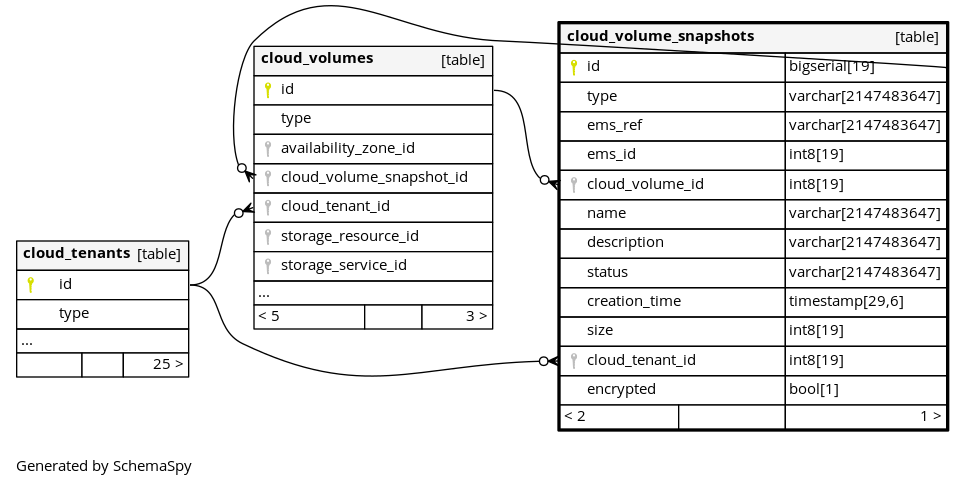 cloud_volume_snapshots [table]
id bigserial[19]
type varchar[2147483647]
ems_ref varchar[2147483647]
ems_id int8[19]
cloud_volume_id int8[19]
name varchar[2147483647]
description varchar[2147483647]
status varchar[2147483647]
creation_time timestamp[29,6]
size int8[19]
cloud_tenant_id int8[19]
encrypted bool[1]
< 2 1 >
cloud_volumes [table]
id
type
availability_zone_id
cloud_volume_snapshot_id
cloud_tenant_id
storage_resource_id
storage_service_id
...
< 5 3 >
cloud_tenants [table]
id
type
...
25 >
Generated by SchemaSpy